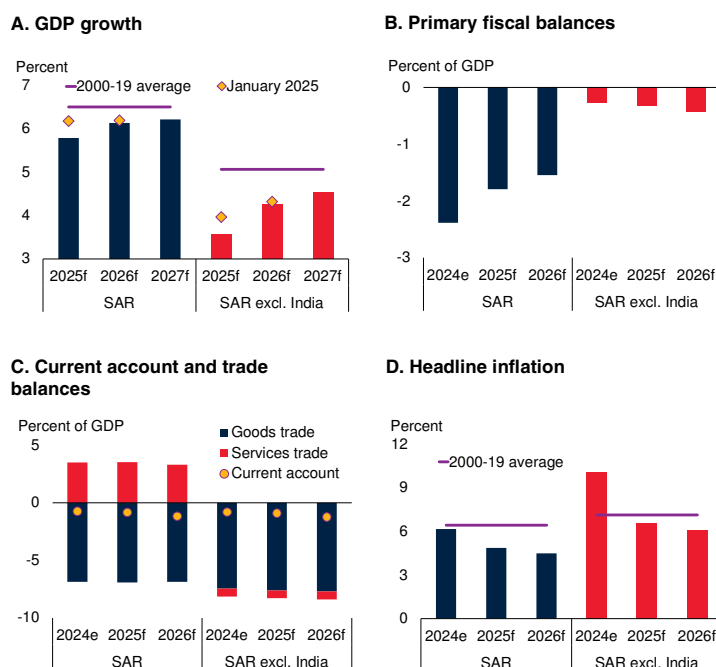 A. GDP growth
Percent
7
6
5
4
3
2000-19 average
January 2025
2025f 2026f 2027f 2025f 2026f 2027f
SAR SAR excl. India
B. Primary fiscal balances
Percent of GDP
0
-1
-2
-3
2024e 2025f 2026f 2024e 2025f 2026f
SAR SAR excl. India
C. Current account and trade
balances
Percent of GDP
5
0
-5
-10
Goods trade
Services trade
Current account
2024e 2025f 2026f 2024e 2025f 2026f
SAR SAR excl. India
D. Headline inflation
Percent
12
9
6
3
0
2000-19 average
2024e 2025f 2026f 2024e 2025f 2026f
SAR SAR excl. India